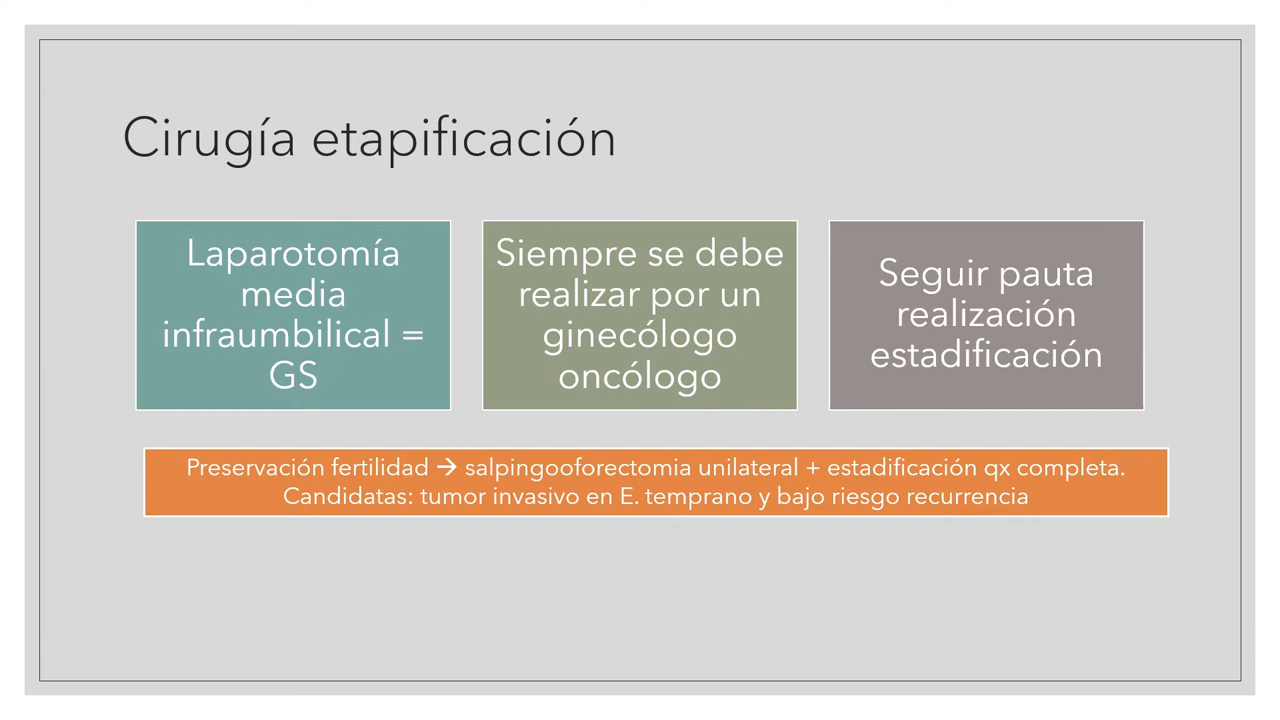 Cirugía etapificación
Laparotomía
media
infraumbilical =
GS
Siempre se debe
realizar por un
ginecólogo
oncólogo
Seguir pauta
realización
estadificación
Preservación fertilidad → salpingooforectomia unilateral + estadificación qx completa.
Candidatas: tumor invasivo en E. temprano y bajo riesgo recurrencia